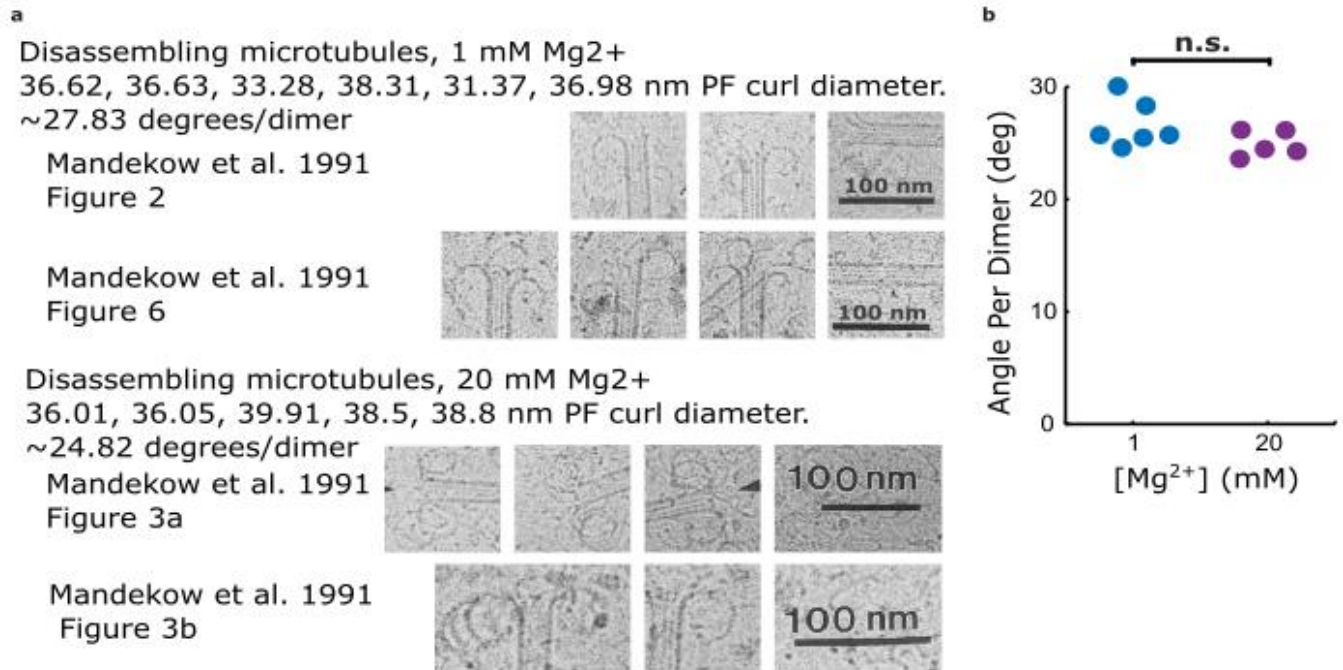 a
Disassembling microtubules, 1 mM Mg2+
36.62, 36.63, 33.28, 38.31, 31.37, 36.98 nm PF curl diameter.
~27.83 degrees/dimer
Mandekow et al. 1991
Figure 2
100 nm
Mandekow et al. 1991
Figure 6
100 nm
Disassembling microtubules, 20 mM Mg2+
36.01, 36.05, 39.91, 38.5, 38.8 nm PF curl diameter.
~24.82 degrees/dimer
Mandekow et al. 1991
Figure 3a
100 nm
Mandekow et al. 1991
Figure 3b
100 nm
b
n.s.
30
20
10
0
Angle Per Dimer (deg)
1 20
[Mg²⁺] (mM)